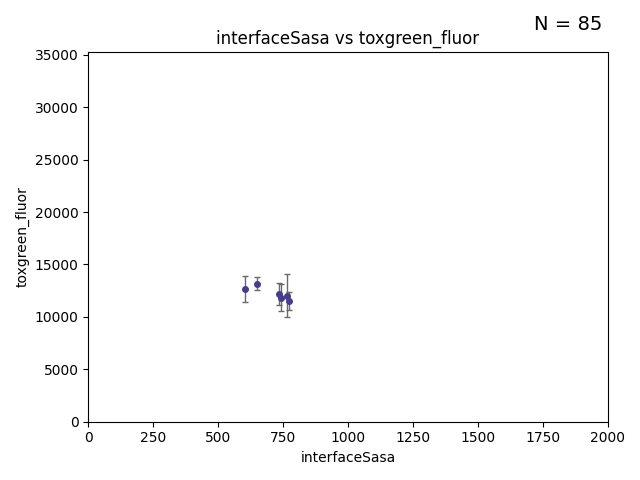 N = 85
interfaceSasa vs toxgreen_fluor
35000
30000
25000
20000
15000
10000
5000
0
toxgreen_fluor
0 250 500 750 1000 1250 1500 1750 2000
interfaceSasa